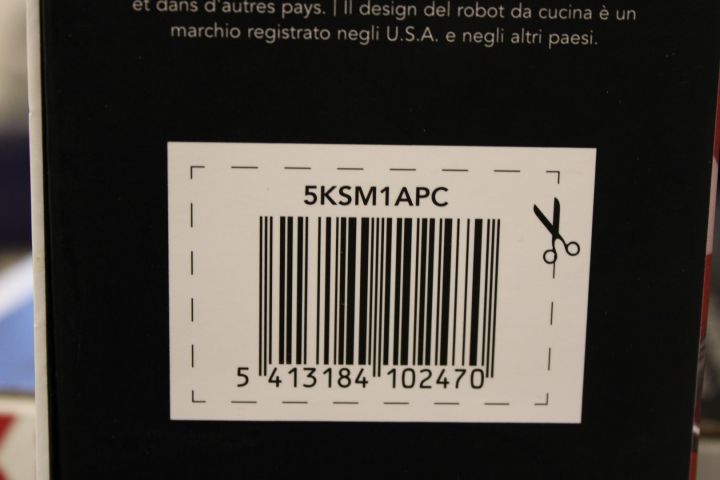 et dans d'autres pays. | Il design del robot da cucina è un
marchio registrato negli U.S.A. e negli altri paesi.
5KSM1APC
5 413184 102470